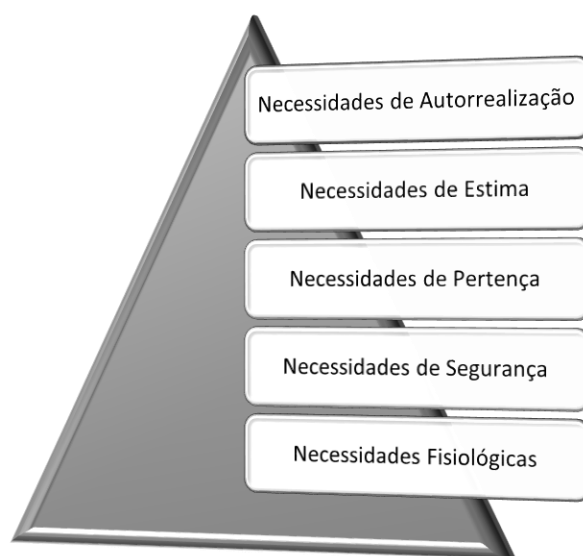 Necessidades de Autorrealização
Necessidades de Estima
Necessidades de Pertença
Necessidades de Segurança
Necessidades Fisiológicas